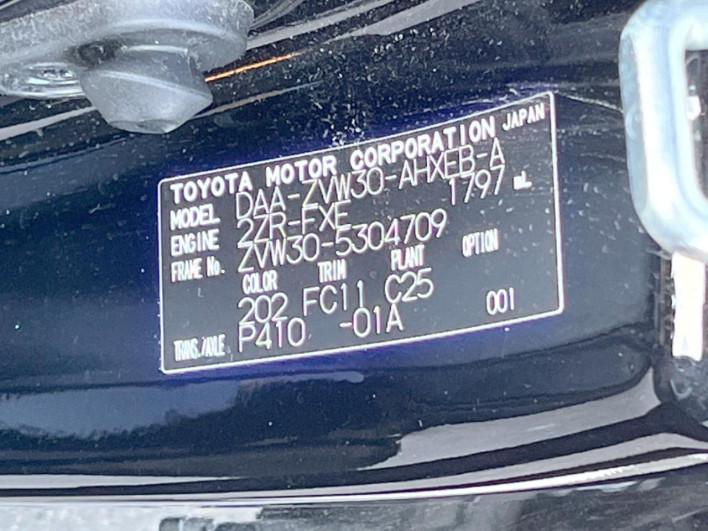 TOYOTA MOTOR CORPORATION JAPAN
MODEL DAA-ZVW30-AHXEB-A
ENGINE 2ZR-FXE 1797 mL
FRAME No. ZVW30-5304709
COLOR TRIM PLANT OPTION
202 FC11 C25
TRANS./AXLE P410 -01A 001